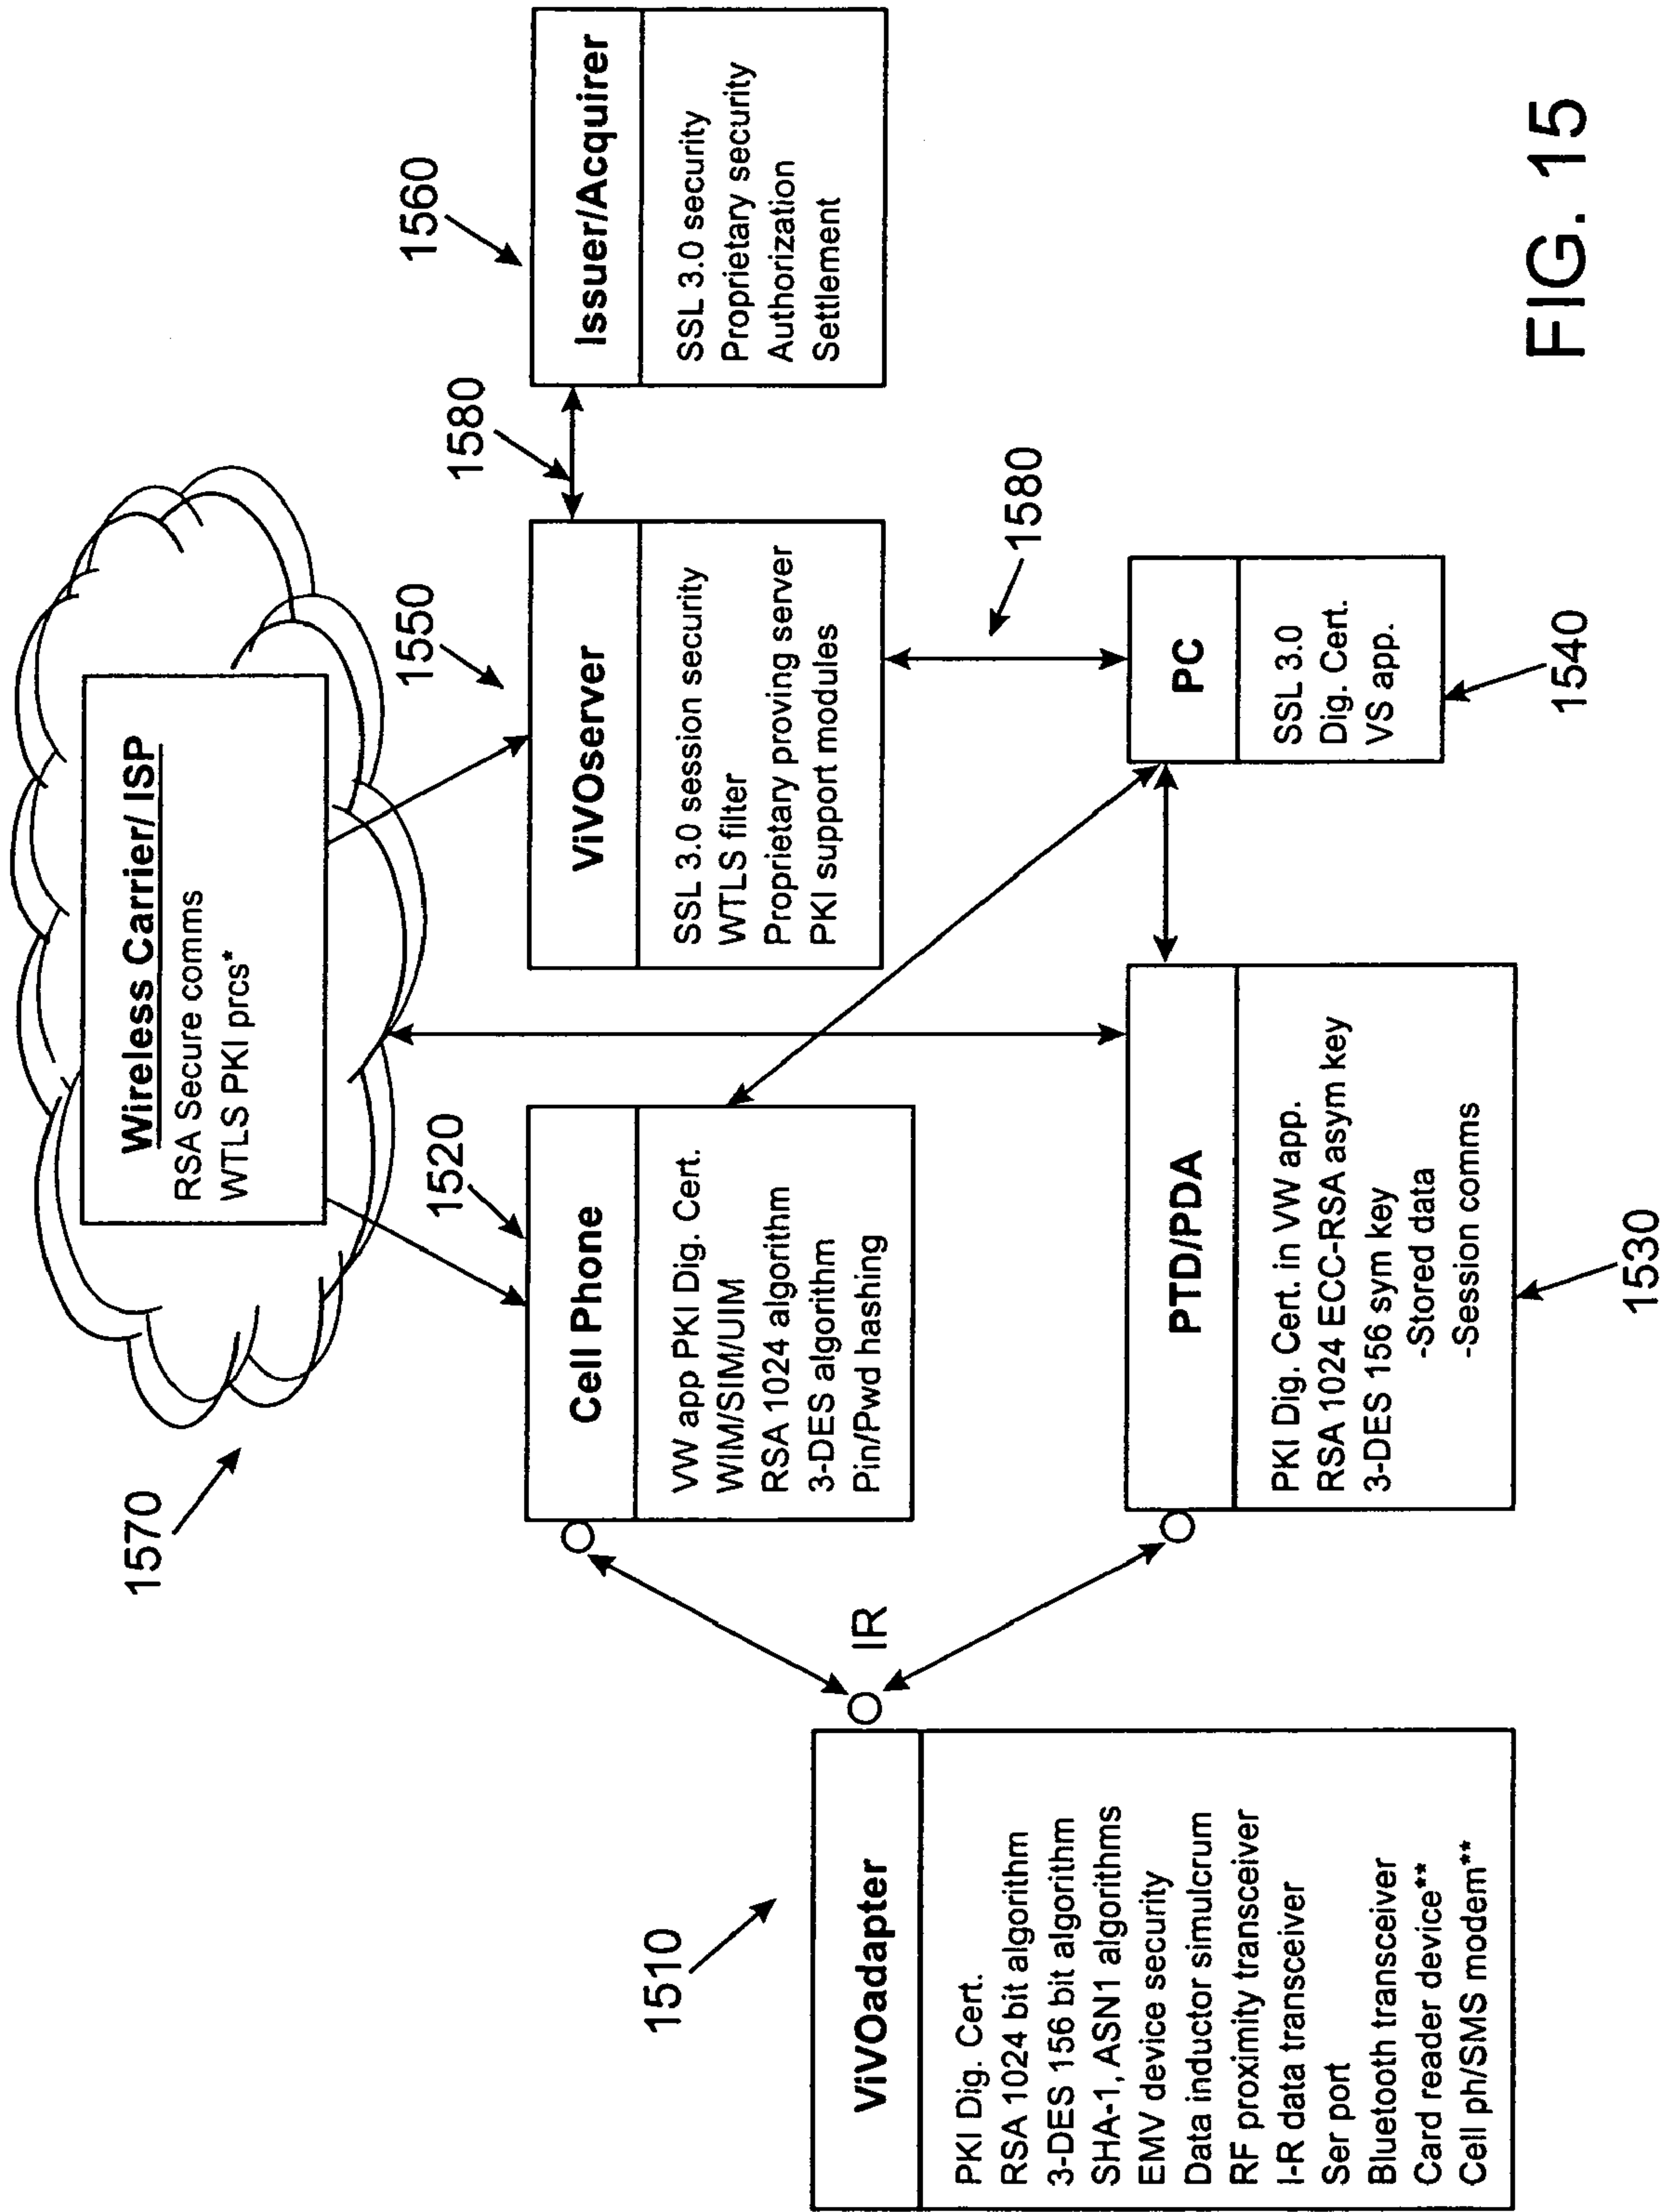 1570
Wireless Carrier/ ISP
RSA Secure comms
WTLS PKI prcs*
1520
Cell Phone
VW app PKI Dig. Cert.
WIM/SIM/UIM
RSA 1024 algorithm
3-DES algorithm
Pin/Pwd hashing
1550
ViVOserver
SSL 3.0 session security
WTLS filter
Proprietary proving server
PKI support modules
1580
1560
Issuer/Acquirer
SSL 3.0 security
Proprietary security
Authorization
Settlement
1510
ViVOadapter
PKI Dig. Cert.
RSA 1024 bit algorithm
3-DES 156 bit algorithm
SHA-1, ASN1 algorithms
EMV device security
Data inductor simulcrum
RF proximity transceiver
I-R data transceiver
Ser port
Bluetooth transceiver
Card reader device**
Cell ph/SMS modem**
IR
PTD/PDA
PKI Dig. Cert. in VW app.
RSA 1024 ECC-RSA asym key
3-DES 156 sym key
-Stored data
-Session comms
1530
1580
PC
SSL 3.0
Dig. Cert.
VS app.
1540
FIG. 15